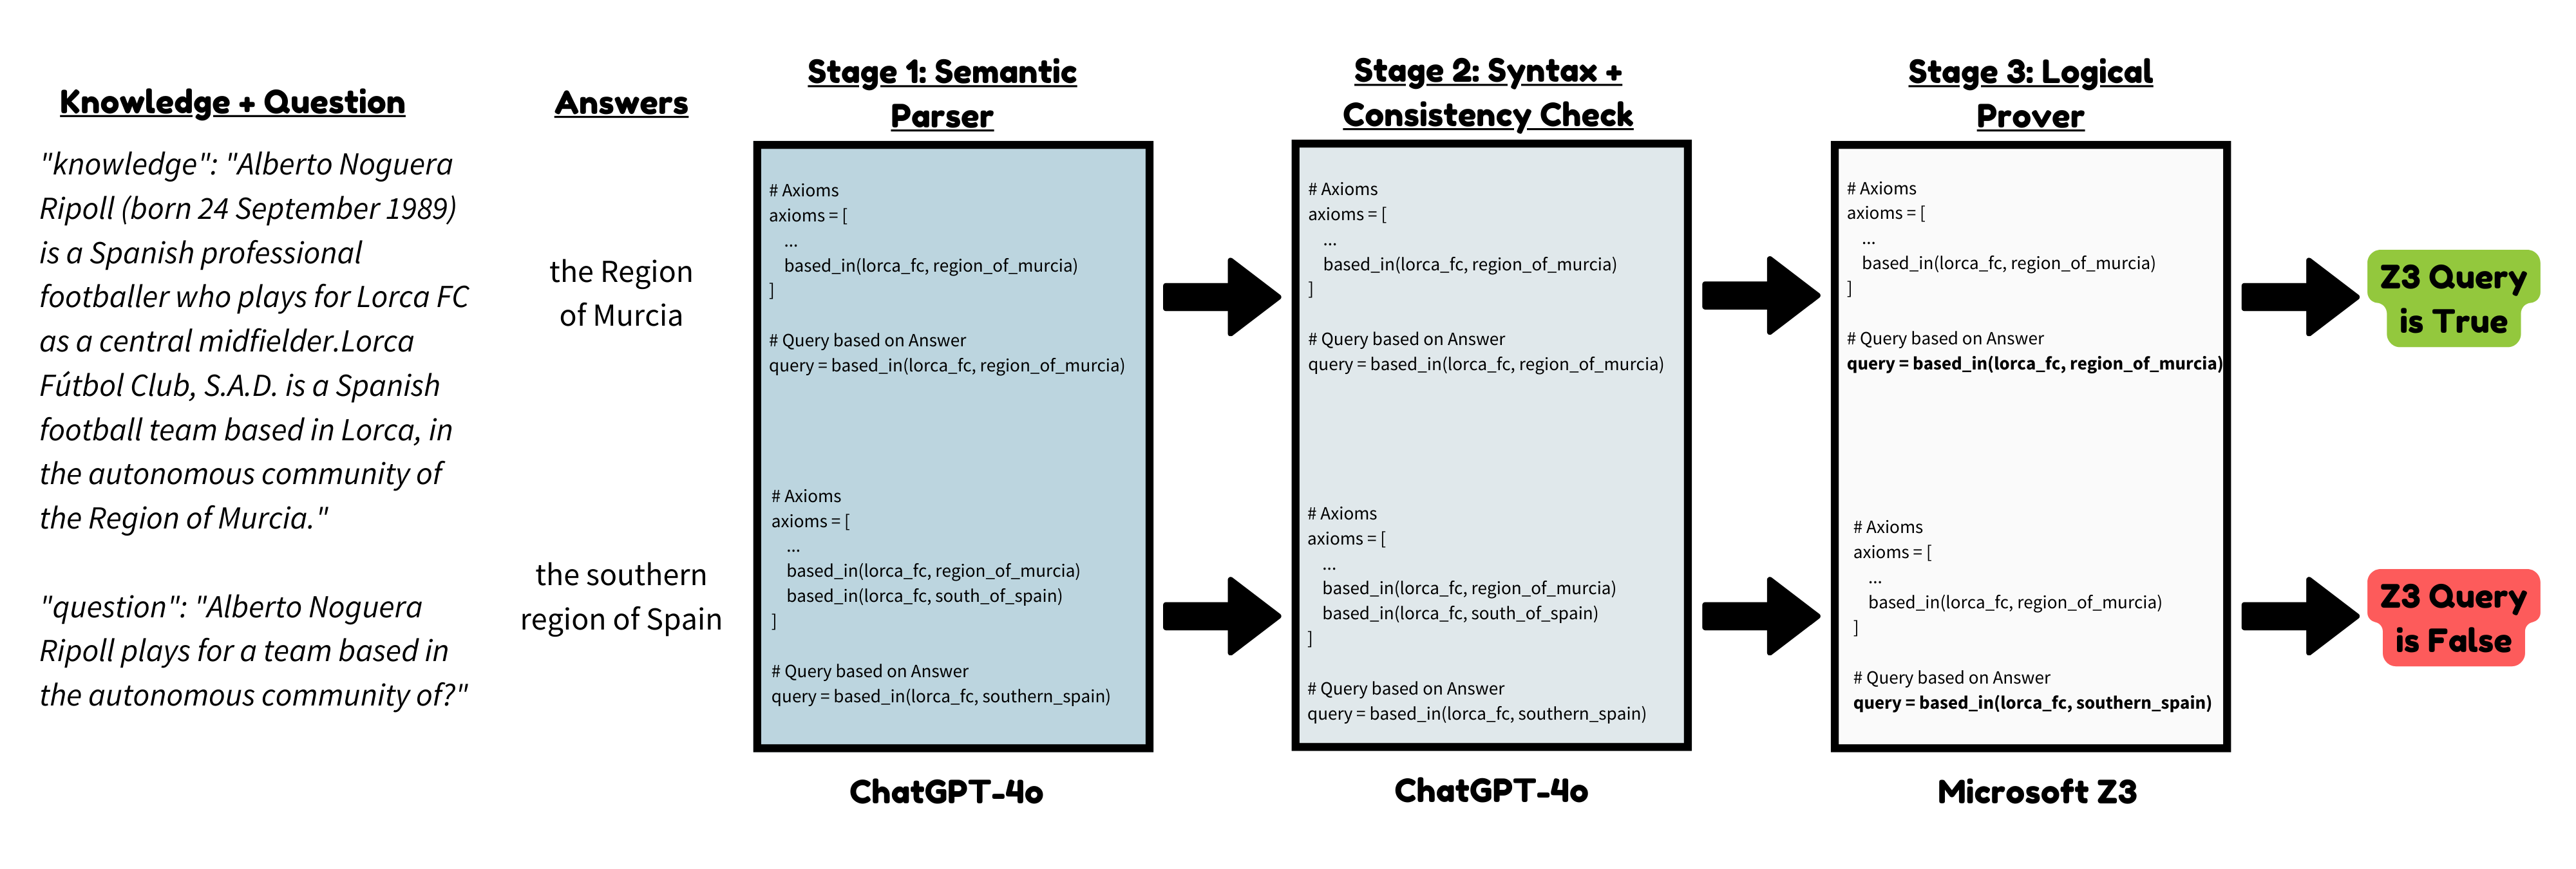 Knowledge + Question
"knowledge": "Alberto Noguera
Ripoll (born 24 September 1989)
is a Spanish professional
footballer who plays for Lorca FC
as a central midfielder.Lorca
Fútbol Club, S.A.D. is a Spanish
football team based in Lorca, in
the autonomous community of
the Region of Murcia."
"question": "Alberto Noguera
Ripoll plays for a team based in
the autonomous community of?"
Answers
the Region
of Murcia
the southern
region of Spain
Stage 1: Semantic
Parser
# Axioms
axioms = [
...
based_in(lorca_fc, region_of_murcia)
]
# Query based on Answer
query = based_in(lorca_fc, region_of_murcia)
# Axioms
axioms = [
...
based_in(lorca_fc, region_of_murcia)
based_in(lorca_fc, south_of_spain)
]
# Query based on Answer
query = based_in(lorca_fc, southern_spain)
ChatGPT-4o
Stage 2: Syntax +
Consistency Check
# Axioms
axioms = [
...
based_in(lorca_fc, region_of_murcia)
]
# Query based on Answer
query = based_in(lorca_fc, region_of_murcia)
# Axioms
axioms = [
...
based_in(lorca_fc, region_of_murcia)
based_in(lorca_fc, south_of_spain)
]
# Query based on Answer
query = based_in(lorca_fc, southern_spain)
ChatGPT-4o
Stage 3: Logical
Prover
# Axioms
axioms = [
...
based_in(lorca_fc, region_of_murcia)
]
# Query based on Answer
query = based_in(lorca_fc, region_of_murcia)
# Axioms
axioms = [
...
based_in(lorca_fc, region_of_murcia)
]
# Query based on Answer
query = based_in(lorca_fc, southern_spain)
Microsoft Z3
Z3 Query
is True
Z3 Query
is False